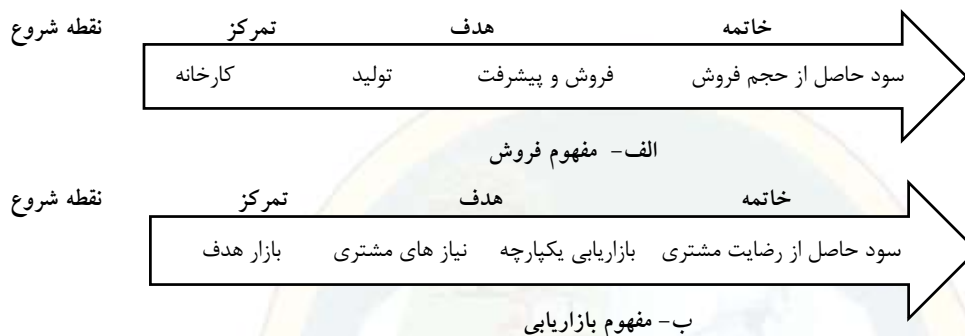 نقطه شروع تمرکز هدف خاتمه
کارخانه تولید فروش و پیشرفت سود حاصل از حجم فروش
الف- مفهوم فروش
نقطه شروع تمرکز هدف خاتمه
بازار هدف نیاز های مشتری بازاریابی یکپارچه سود حاصل از رضایت مشتری
ب- مفهوم بازاریابی